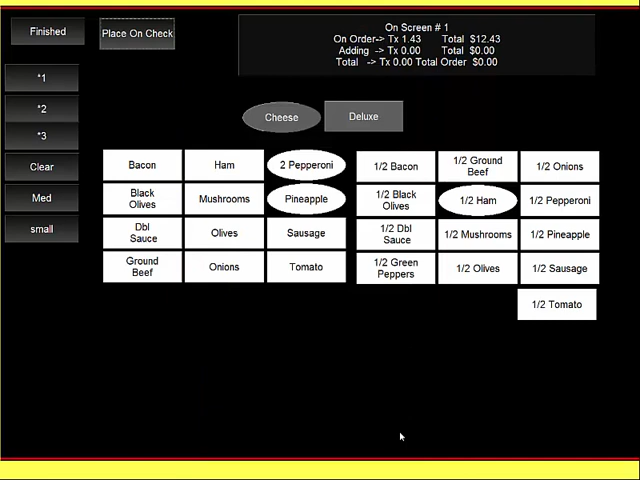 Finished
Place On Check
On Screen # 1
On Order-> Tx 1.43 Total $12.43
Adding -> Tx 0.00 Total $0.00
Total -> Tx 0.00 Total Order $0.00
*1
*2
*3
Clear
Med
small
Cheese
Deluxe
Bacon
Ham
2 Pepperoni
Black
Olives
Mushrooms
Pineapple
Dbl
Sauce
Olives
Sausage
Ground
Beef
Onions
Tomato
1/2 Bacon
1/2 Ground
Beef
1/2 Onions
1/2 Black
Olives
1/2 Ham
1/2 Pepperoni
1/2 Dbl
Sauce
1/2 Mushrooms
1/2 Pineapple
1/2 Green
Peppers
1/2 Olives
1/2 Sausage
1/2 Tomato